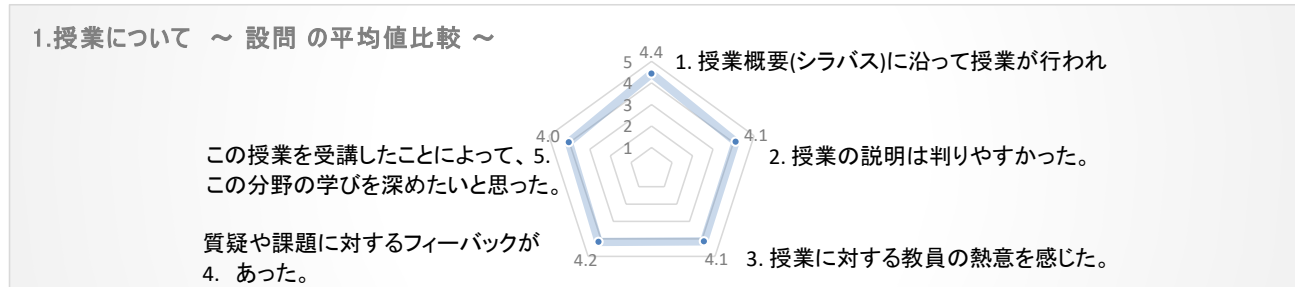 1.授業について ～ 設問 の平均値比較 ～
4.4
1. 授業概要(シラバス)に沿って授業が行われ
5
4
3
2
1
4.1
2. 授業の説明は判りやすかった。
4.1
3. 授業に対する教員の熱意を感じた。
4.2
質疑や課題に対するフィーバックが
4. あった。
4.0
この授業を受講したことによって、5.
この分野の学びを深めたいと思った。